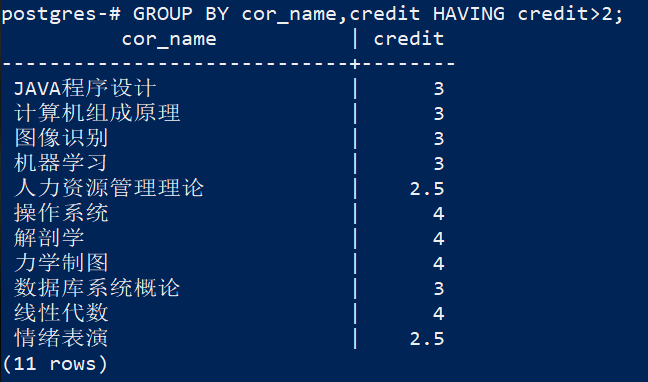 postgres-# GROUP BY cor_name,credit HAVING credit>2;
cor_name | credit
----------------------------+--------
JAVA程序设计 | 3
计算机组成原理 | 3
图像识别 | 3
机器学习 | 3
人力资源管理理论 | 2.5
操作系统 | 4
解剖学 | 4
力学制图 | 4
数据库系统概论 | 3
线性代数 | 4
情绪表演 | 2.5
(11 rows)